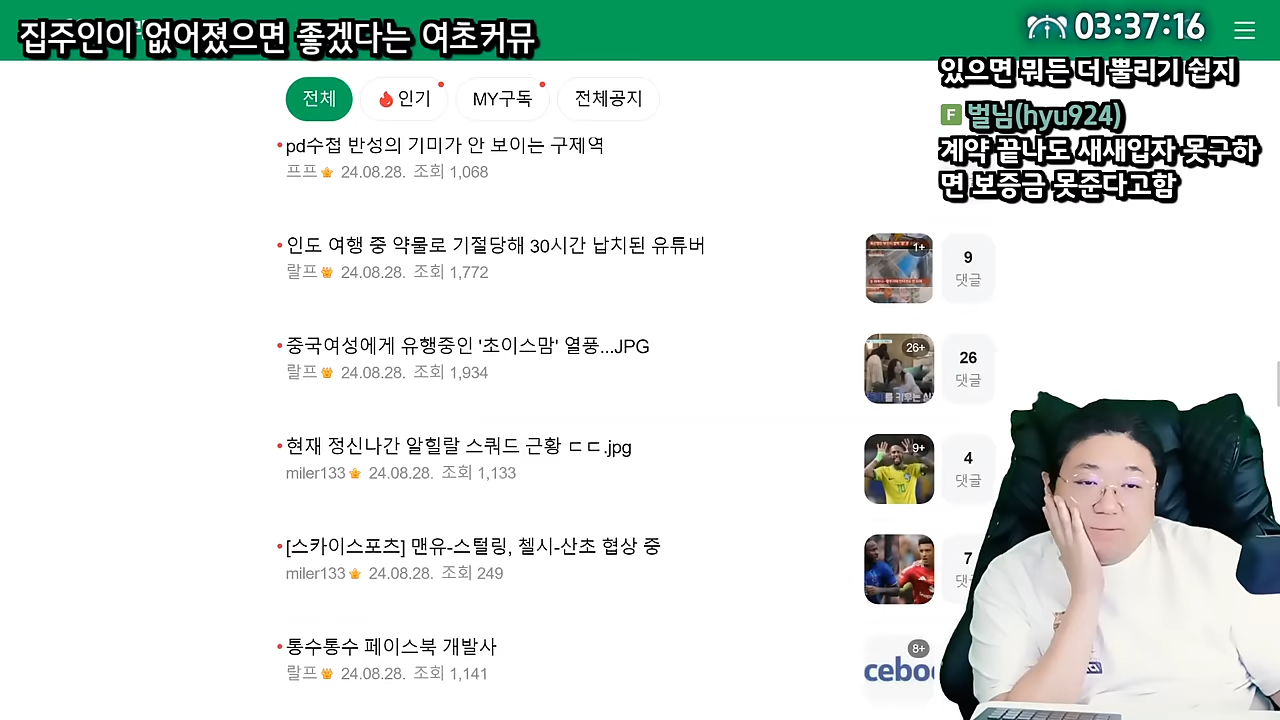 집주인이 없어졌으면 좋겠다는 여초커뮤
03:37:16
있으면 뭐든 더 뿔리기 쉽지
F 벌님(hyu924)
계약 끝나도 새새입자 못구하
면 보증금 못준다고함
전체
인기
MY구독
전체공지
pd수첩 반성의 기미가 안 보이는 구제역
프프 24.08.28. 조회 1,068
인도 여행 중 약물로 기절당해 30시간 납치된 유튜버
랄프 24.08.28. 조회 1,772
1+
9
댓글
중국여성에게 유행중인 '초이스맘' 열풍...JPG
랄프 24.08.28. 조회 1,934
26+
26
댓글
현재 정신나간 알힐랄 스쿼드 근황 ㄷㄷ.jpg
miler133 24.08.28. 조회 1,133
9+
4
댓글
[스카이스포츠] 맨유-스털링, 첼시-산초 협상 중
miler133 24.08.28. 조회 249
7
통수통수 페이스북 개발사
랄프 24.08.28. 조회 1,141
8+
ceboo